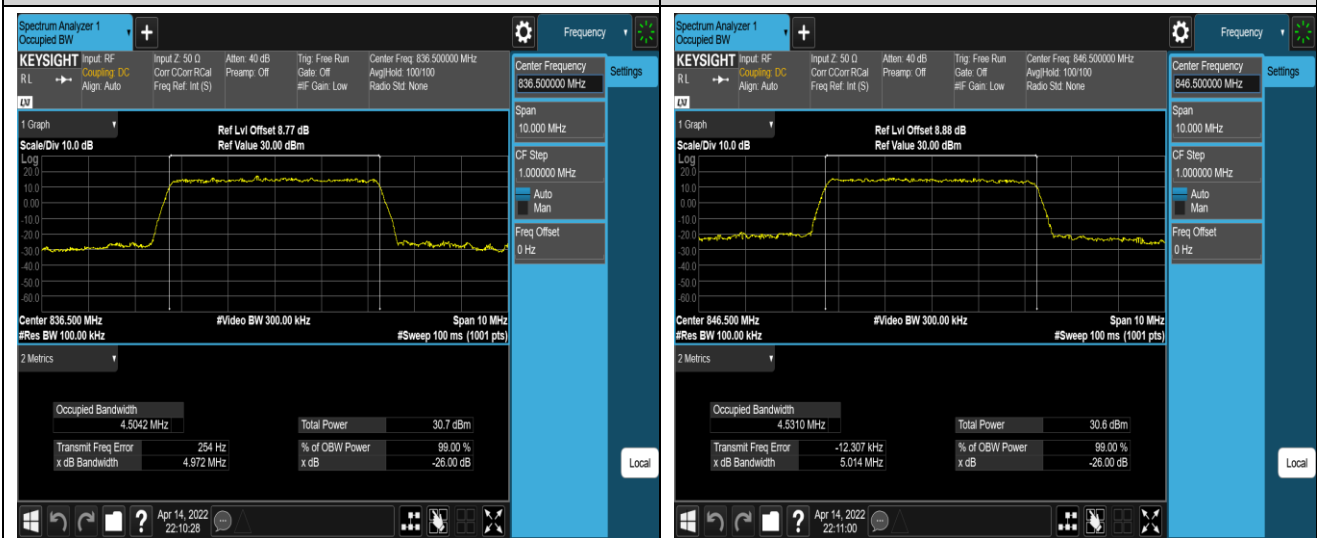 Spectrum Analyzer 1
Occupied BW
+
Frequency
KEYSIGHT
RL
LXI
Input: RF
Coupling: DC
Align: Auto
Input Z: 50 Ω
Corr CCorr RCal
Freq Ref: Int (S)
Atten: 40 dB
Preamp: Off
Trig: Free Run
Gate: Off
#IF Gain: Low
Center Freq: 836.500000 MHz
Avg|Hold: 100/100
Radio Std: None
Center Frequency
836.500000 MHz
Settings
Span
10.000 MHz
CF Step
1.000000 MHz
Auto
Man
Freq Offset
0 Hz
1 Graph
Scale/Div 10.0 dB
Ref Lvl Offset 8.77 dB
Ref Value 30.00 dBm
Log
20.0
10.0
0.00
-10.0
-20.0
-30.0
-40.0
-50.0
-60.0
Center 836.500 MHz
#Video BW 300.00 kHz
Span 10 MHz
#Res BW 100.00 kHz
#Sweep 100 ms (1001 pts)
2 Metrics
Occupied Bandwidth
4.5042 MHz
Total Power 30.7 dBm
Transmit Freq Error 254 Hz
% of OBW Power 99.00 %
x dB Bandwidth 4.972 MHz
x dB -26.00 dB
Local
?
Apr 14, 2022
22:10:28
Spectrum Analyzer 1
Occupied BW
+
Frequency
KEYSIGHT
RL
LXI
Input: RF
Coupling: DC
Align: Auto
Input Z: 50 Ω
Corr CCorr RCal
Freq Ref: Int (S)
Atten: 40 dB
Preamp: Off
Trig: Free Run
Gate: Off
#IF Gain: Low
Center Freq: 846.500000 MHz
Avg|Hold: 100/100
Radio Std: None
Center Frequency
846.500000 MHz
Settings
Span
10.000 MHz
CF Step
1.000000 MHz
Auto
Man
Freq Offset
0 Hz
1 Graph
Scale/Div 10.0 dB
Ref Lvl Offset 8.88 dB
Ref Value 30.00 dBm
Log
20.0
10.0
0.00
-10.0
-20.0
-30.0
-40.0
-50.0
-60.0
Center 846.500 MHz
#Video BW 300.00 kHz
Span 10 MHz
#Res BW 100.00 kHz
#Sweep 100 ms (1001 pts)
2 Metrics
Occupied Bandwidth
4.5310 MHz
Total Power 30.6 dBm
Transmit Freq Error -12.307 kHz
% of OBW Power 99.00 %
x dB Bandwidth 5.014 MHz
x dB -26.00 dB
Local
?
Apr 14, 2022
22:11:00